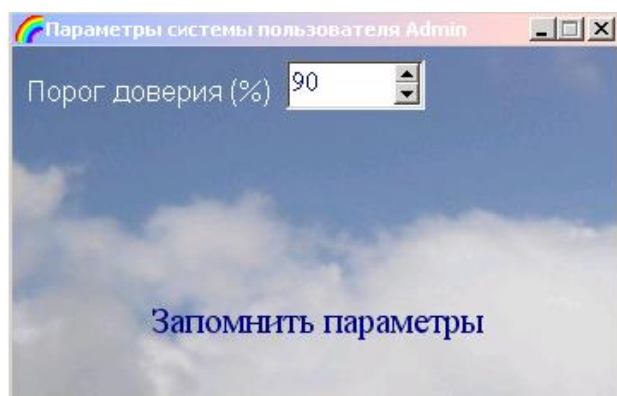 Параметры системы пользователя Admin
Порог доверия (%) 90
Запомнить параметры